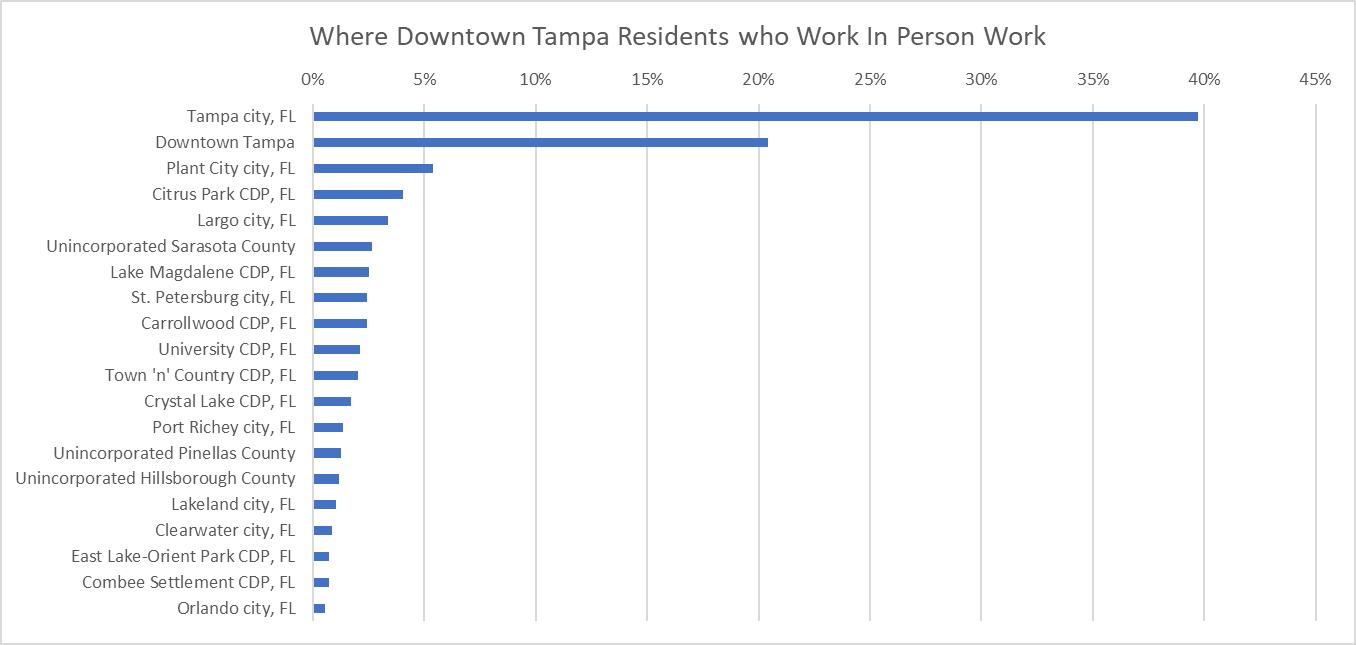 Where Downtown Tampa Residents who Work In Person Work
0% 5% 10% 15% 20% 25% 30% 35% 40% 45%
Tampa city, FL
Downtown Tampa
Plant City city, FL
Citrus Park CDP, FL
Largo city, FL
Unincorporated Sarasota County
Lake Magdalene CDP, FL
St. Petersburg city, FL
Carrollwood CDP, FL
University CDP, FL
Town 'n' Country CDP, FL
Crystal Lake CDP, FL
Port Richey city, FL
Unincorporated Pinellas County
Unincorporated Hillsborough County
Lakeland city, FL
Clearwater city, FL
East Lake-Orient Park CDP, FL
Combee Settlement CDP, FL
Orlando city, FL